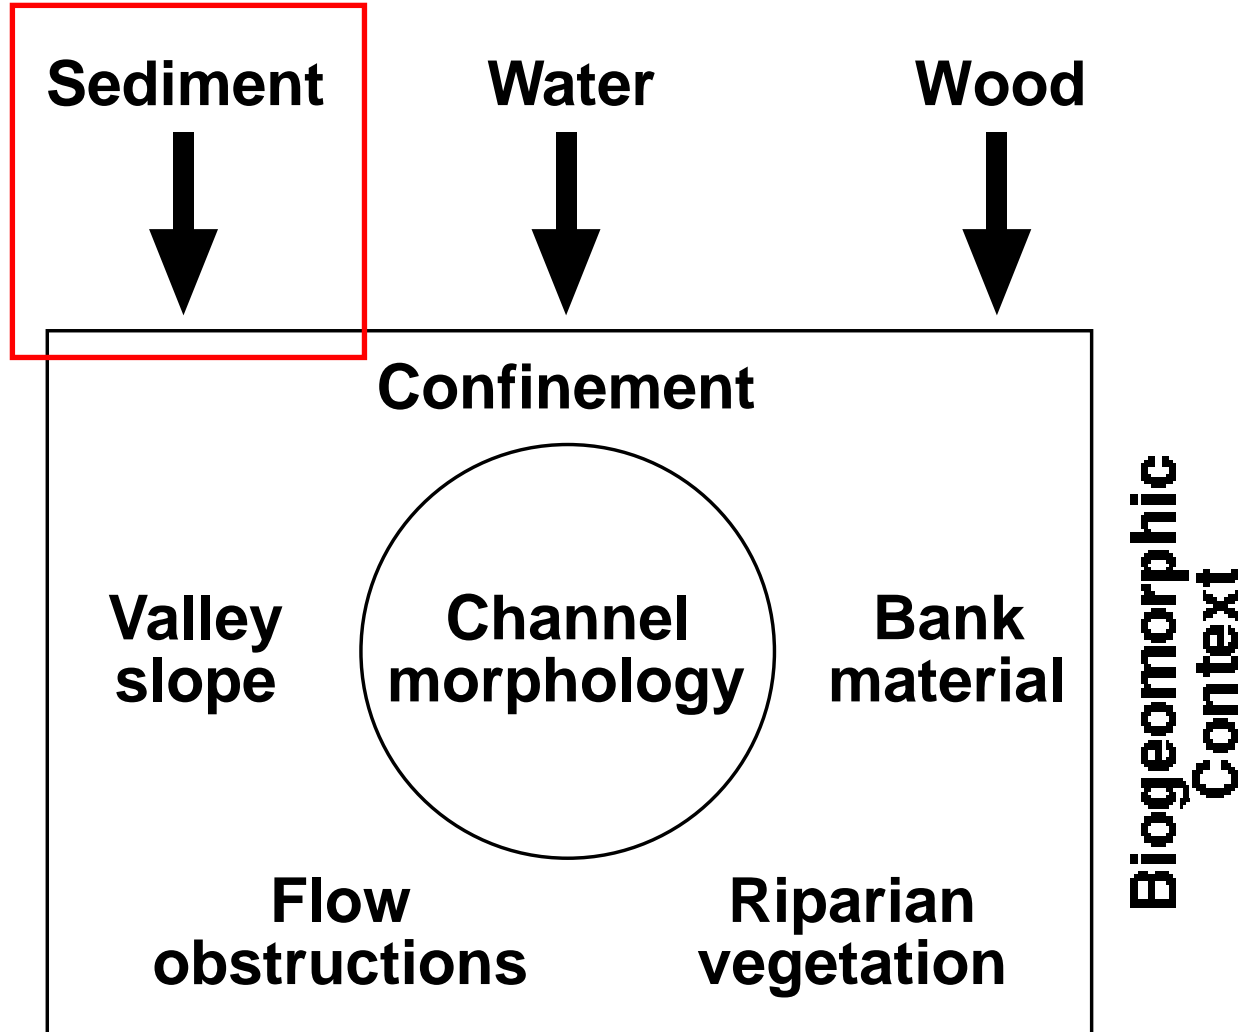 Sediment Water Wood
Confinement
Valley
slope
Channel
morphology
Bank
material
Flow
obstructions
Riparian
vegetation
Biogeomorphic
Context